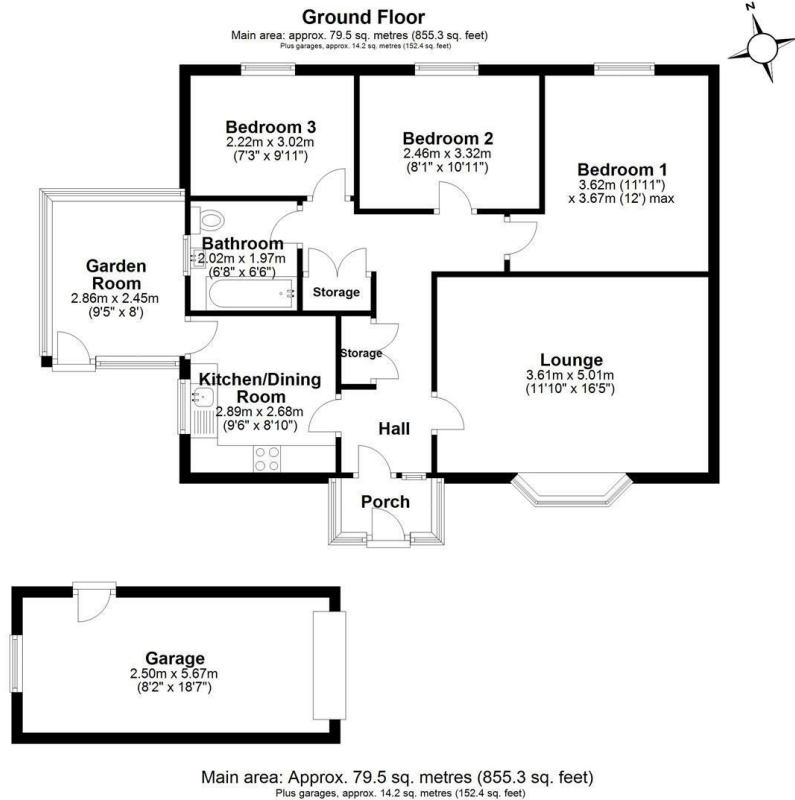 Ground Floor
Main area: approx. 79.5 sq. metres (855.3 sq. feet)
Plus garages, approx. 14.2 sq. metres (152.4 sq. feet)
N
Bedroom 3
2.22m x 3.02m
(7'3" x 9'11")
Bedroom 2
2.46m x 3.32m
(8'1" x 10'11")
Bedroom 1
3.62m (11'11")
x 3.67m (12') max
Bathroom
2.02m x 1.97m
(6'8" x 6'6")
Garden
Room
2.86m x 2.45m
(9'5" x 8')
Storage
Storage
Lounge
3.61m x 5.01m
(11'10" x 16'5")
Kitchen/Dining
Room
2.89m x 2.68m
(9'6" x 8'10")
Hall
Porch
Garage
2.50m x 5.67m
(8'2" x 18'7")
Main area: Approx. 79.5 sq. metres (855.3 sq. feet)
Plus garages, approx. 14.2 sq. metres (152.4 sq. feet)